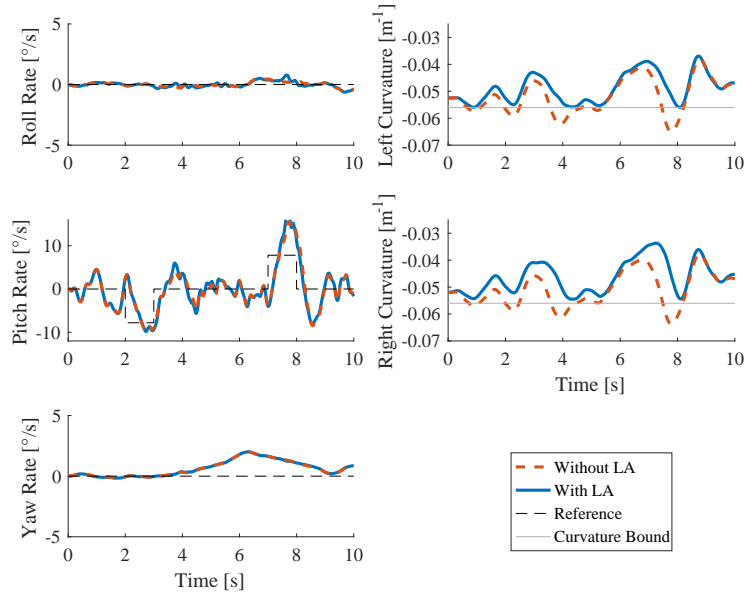 Roll Rate [°/s]
5
0
-5
0 2 4 6 8 10
Left Curvature [m⁻¹]
-0.03
-0.04
-0.05
-0.06
-0.07
0 2 4 6 8 10
Pitch Rate [°/s]
10
0
-10
0 2 4 6 8 10
Right Curvature [m⁻¹]
-0.03
-0.04
-0.05
-0.06
-0.07
0 2 4 6 8 10
Time [s]
Yaw Rate [°/s]
5
0
-5
0 2 4 6 8 10
Time [s]
Without LA
With LA
Reference
Curvature Bound